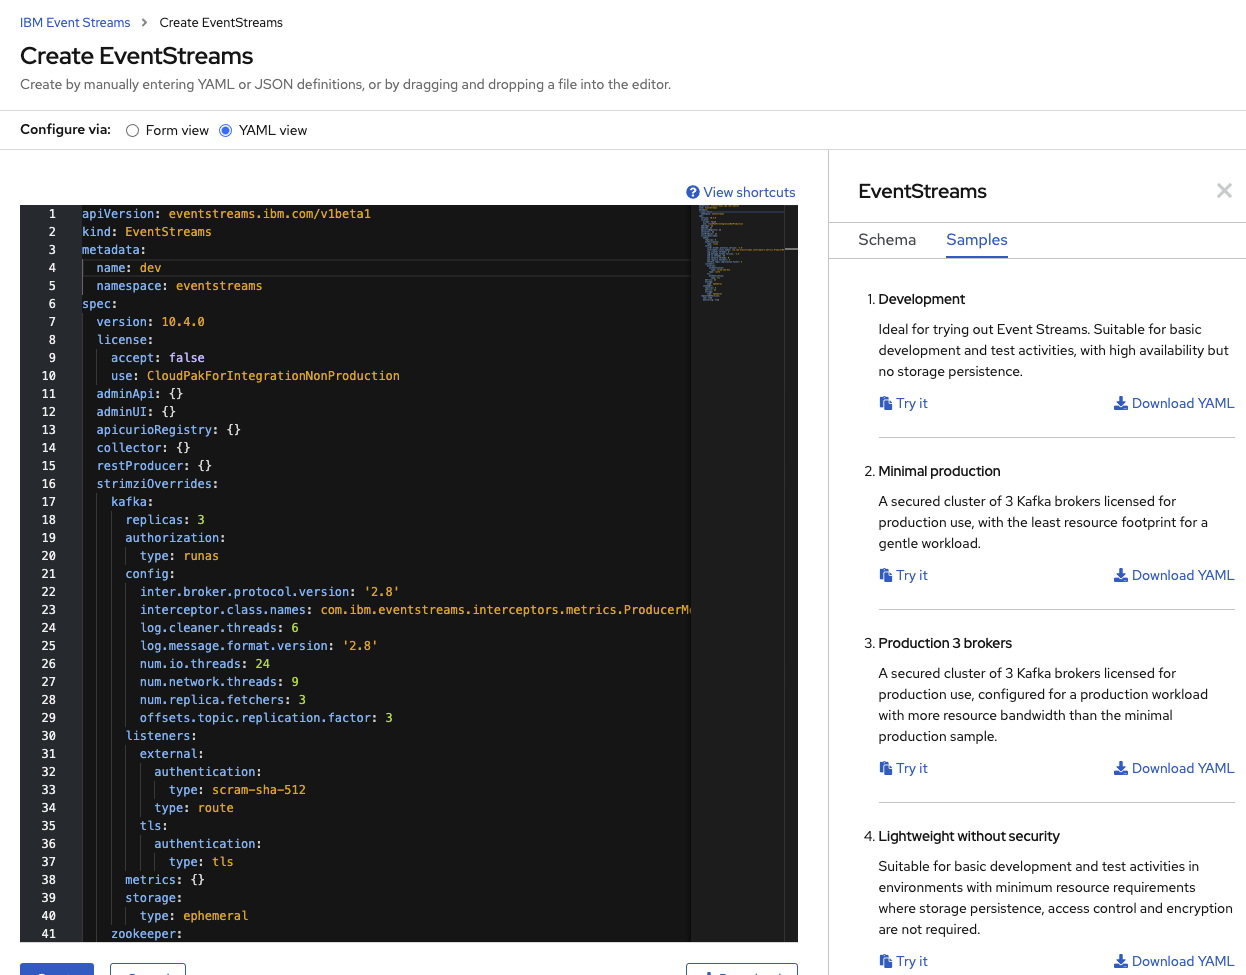 IBM Event Streams > Create EventStreams
Create EventStreams
Create by manually entering YAML or JSON definitions, or by dragging and dropping a file into the editor.
Configure via: Form view YAML view
View shortcuts
1 apiVersion: eventstreams.ibm.com/v1beta1
2 kind: EventStreams
3 metadata:
4 name: dev
5 namespace: eventstreams
6 spec:
7 version: 10.4.0
8 license:
9 accept: false
10 use: CloudPakForIntegrationNonProduction
11 adminApi: {}
12 adminUI: {}
13 apicurioRegistry: {}
14 collector: {}
15 restProducer: {}
16 strimziOverrides:
17 kafka:
18 replicas: 3
19 authorization:
20 type: runas
21 config:
22 inter.broker.protocol.version: '2.8'
23 interceptor.class.names: com.ibm.eventstreams.interceptors.metrics.ProducerM
24 log.cleaner.threads: 6
25 log.message.format.version: '2.8'
26 num.io.threads: 24
27 num.network.threads: 9
28 num.replica.fetchers: 3
29 offsets.topic.replication.factor: 3
30 listeners:
31 external:
32 authentication:
33 type: scram-sha-512
34 type: route
35 tls:
36 authentication:
37 type: tls
38 metrics: {}
39 storage:
40 type: ephemeral
41 zookeeper:
EventStreams
Schema Samples
1. Development
Ideal for trying out Event Streams. Suitable for basic
development and test activities, with high availability but
no storage persistence.
Try it Download YAML
2. Minimal production
A secured cluster of 3 Kafka brokers licensed for
production use, with the least resource footprint for a
gentle workload.
Try it Download YAML
3. Production 3 brokers
A secured cluster of 3 Kafka brokers licensed for
production use, configured for a production workload
with more resource bandwidth than the minimal
production sample.
Try it Download YAML
4. Lightweight without security
Suitable for basic development and test activities in
environments with minimum resource requirements
where storage persistence, access control and encryption
are not required.
Try it Download YAML